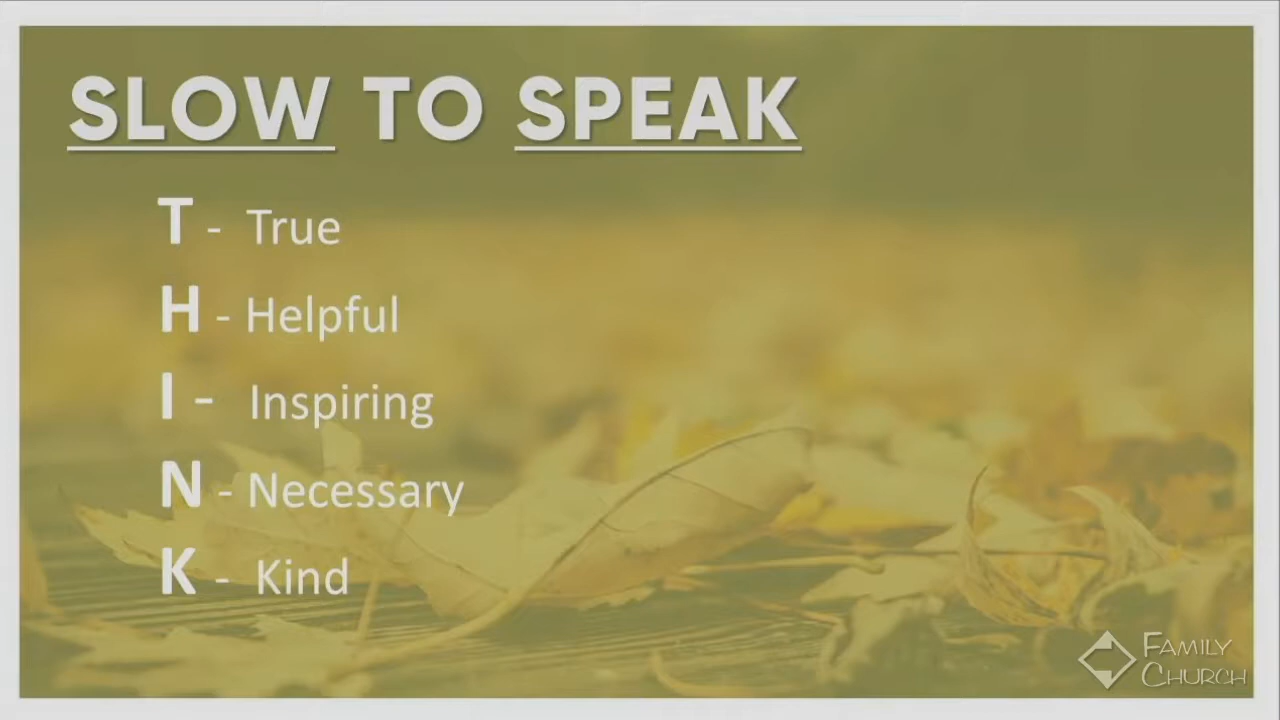 SLOW TO SPEAK
T - True
H - Helpful
I - Inspiring
N - Necessary
K - Kind
FAMILY
CHURCH